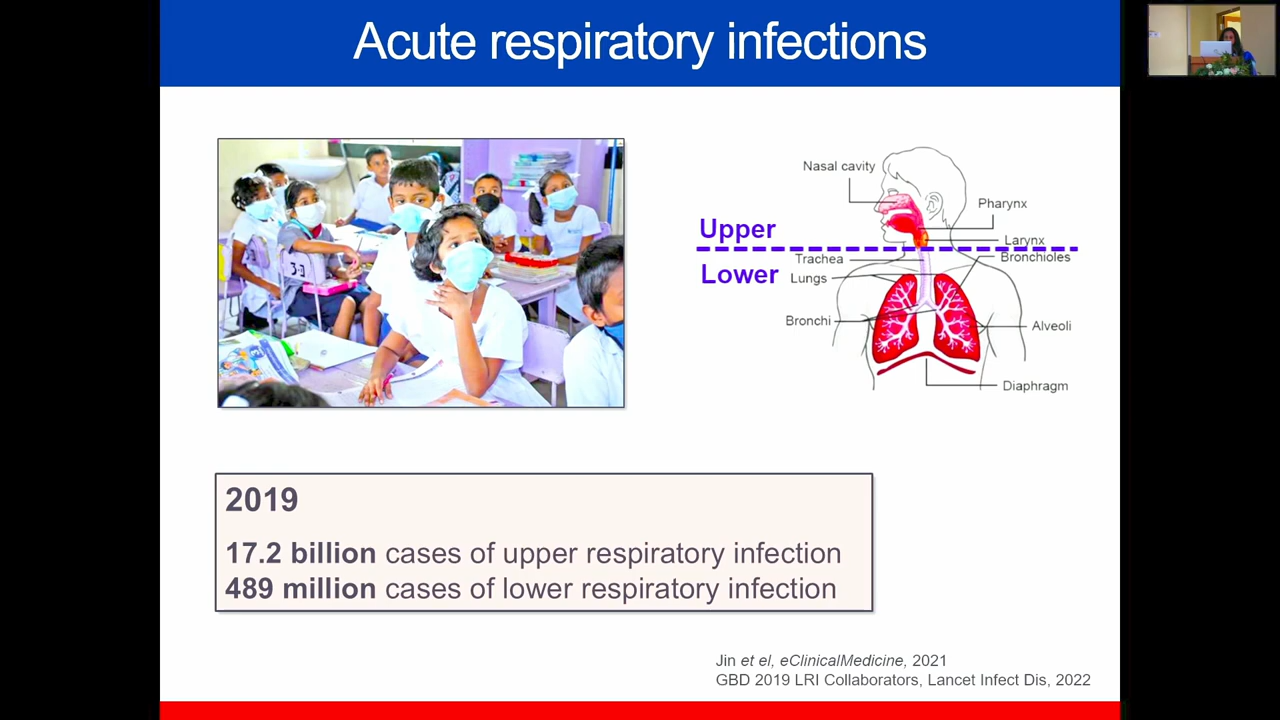 Acute respiratory infections
3-D
Nasal cavity
Pharynx
Upper
Larynx
Bronchioles
Trachea
Lower
Lungs
Bronchi
Alveoli
Diaphragm
2019
17.2 billion cases of upper respiratory infection
489 million cases of lower respiratory infection
Jin et el, eClinicalMedicine, 2021
GBD 2019 LRI Collaborators, Lancet Infect Dis, 2022